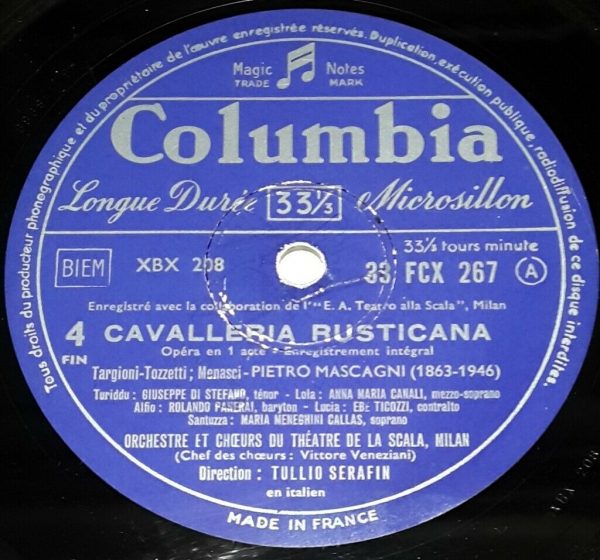 Tous droits du producteur phonographique et du propriétaire de l'œuvre enregistrée réservés. Duplication, exécution publique, radiodiffusion de ce disque interdites.
Magic Notes
TRADE MARK
Columbia
Longue Durée 33⅓ Microsillon
33⅓ tours minute
BIEM XBX 208 33 FCX 267 A
Enregistré avec la collaboration de l'"E. A. Teatro alla Scala", Milan
4 CAVALLERIA RUSTICANA
FIN Opéra en 1 acte - Enregistrement intégral
Targioni-Tozzetti ; Menasci - PIETRO MASCAGNI (1863-1946)
Turiddu : GIUSEPPE DI STEFANO, ténor - Lola : ANNA MARIA CANALI, mezzo-soprano
Alfio : ROLANDO PANERAI, baryton - Lucia : EBE TICOZZI, contralto
Santuzza : MARIA MENEGHINI CALLAS, soprano
ORCHESTRE ET CHŒURS DU THÉATRE DE LA SCALA, MILAN
(Chef des chœurs : Vittore Veneziani)
Direction : TULLIO SERAFIN
en italien
MADE IN FRANCE
XBX 208